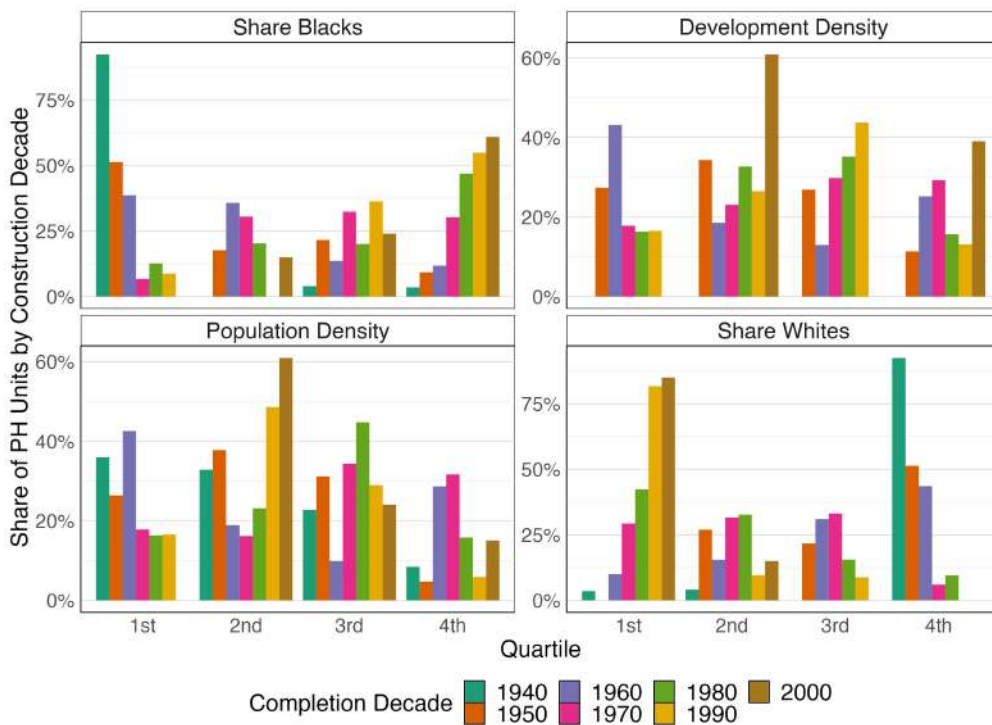 Share Blacks
Development Density
75%
50%
25%
0%
60%
40%
20%
0%
Population Density
Share Whites
60%
40%
20%
0%
75%
50%
25%
0%
1st 2nd 3rd 4th
1st 2nd 3rd 4th
Share of PH Units by Construction Decade
Quartile
Completion Decade
1940 1960 1980 2000
1950 1970 1990